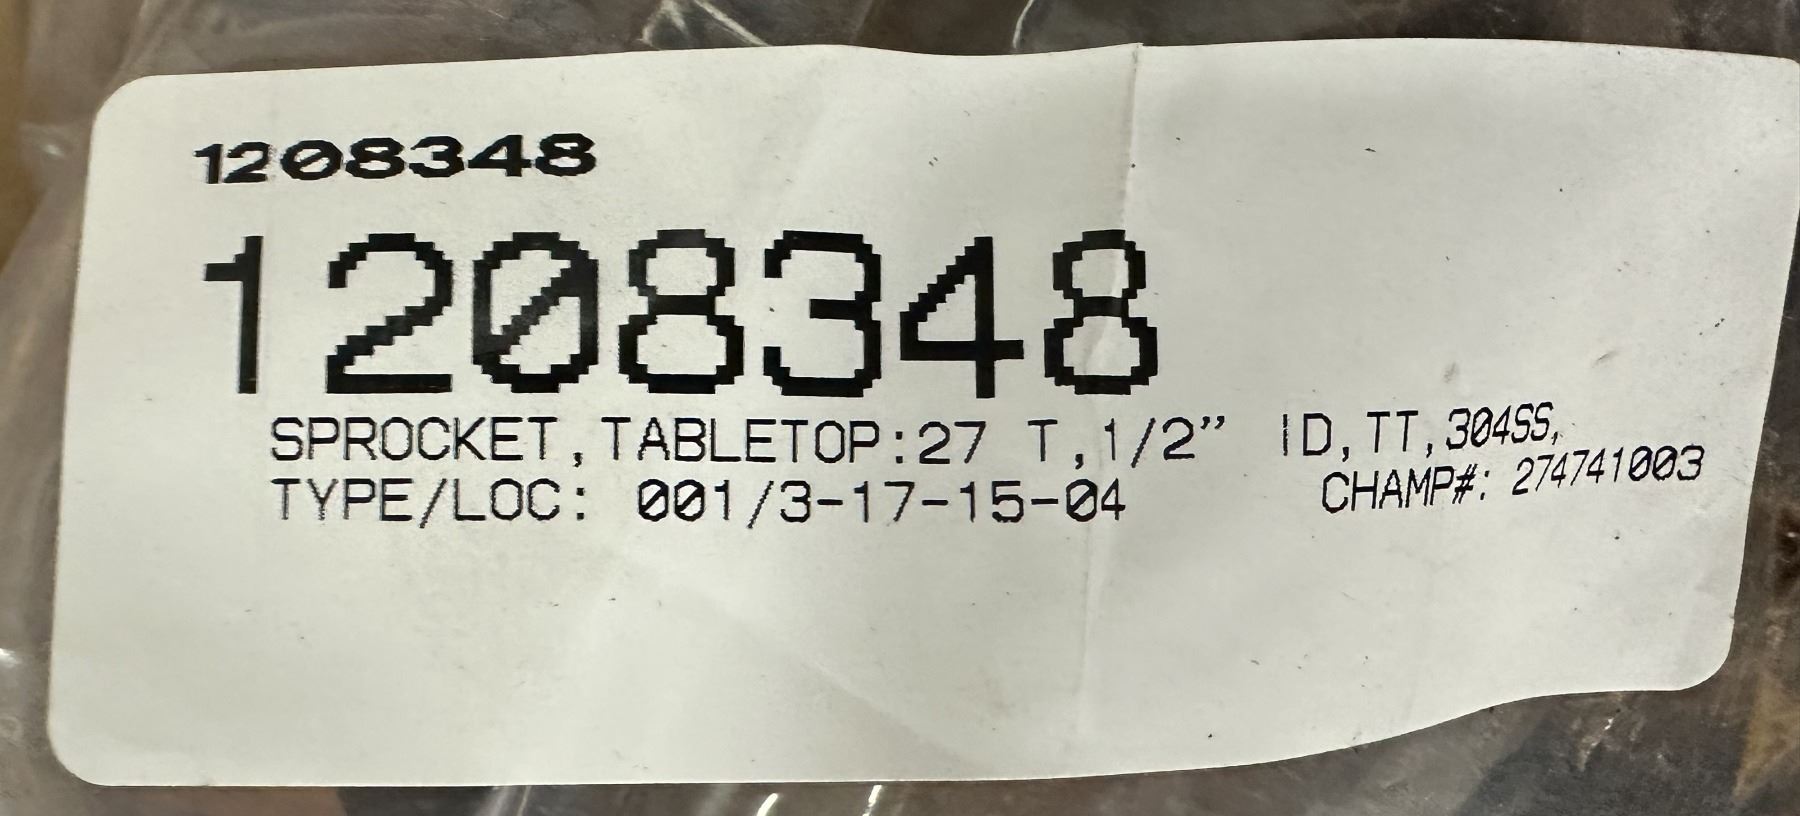 1208348
1208348
SPROCKET,TABLETOP:27 T,1/2" ID,TT,304SS,
TYPE/LOC: 001/3-17-15-04 CHAMP#: 274741003